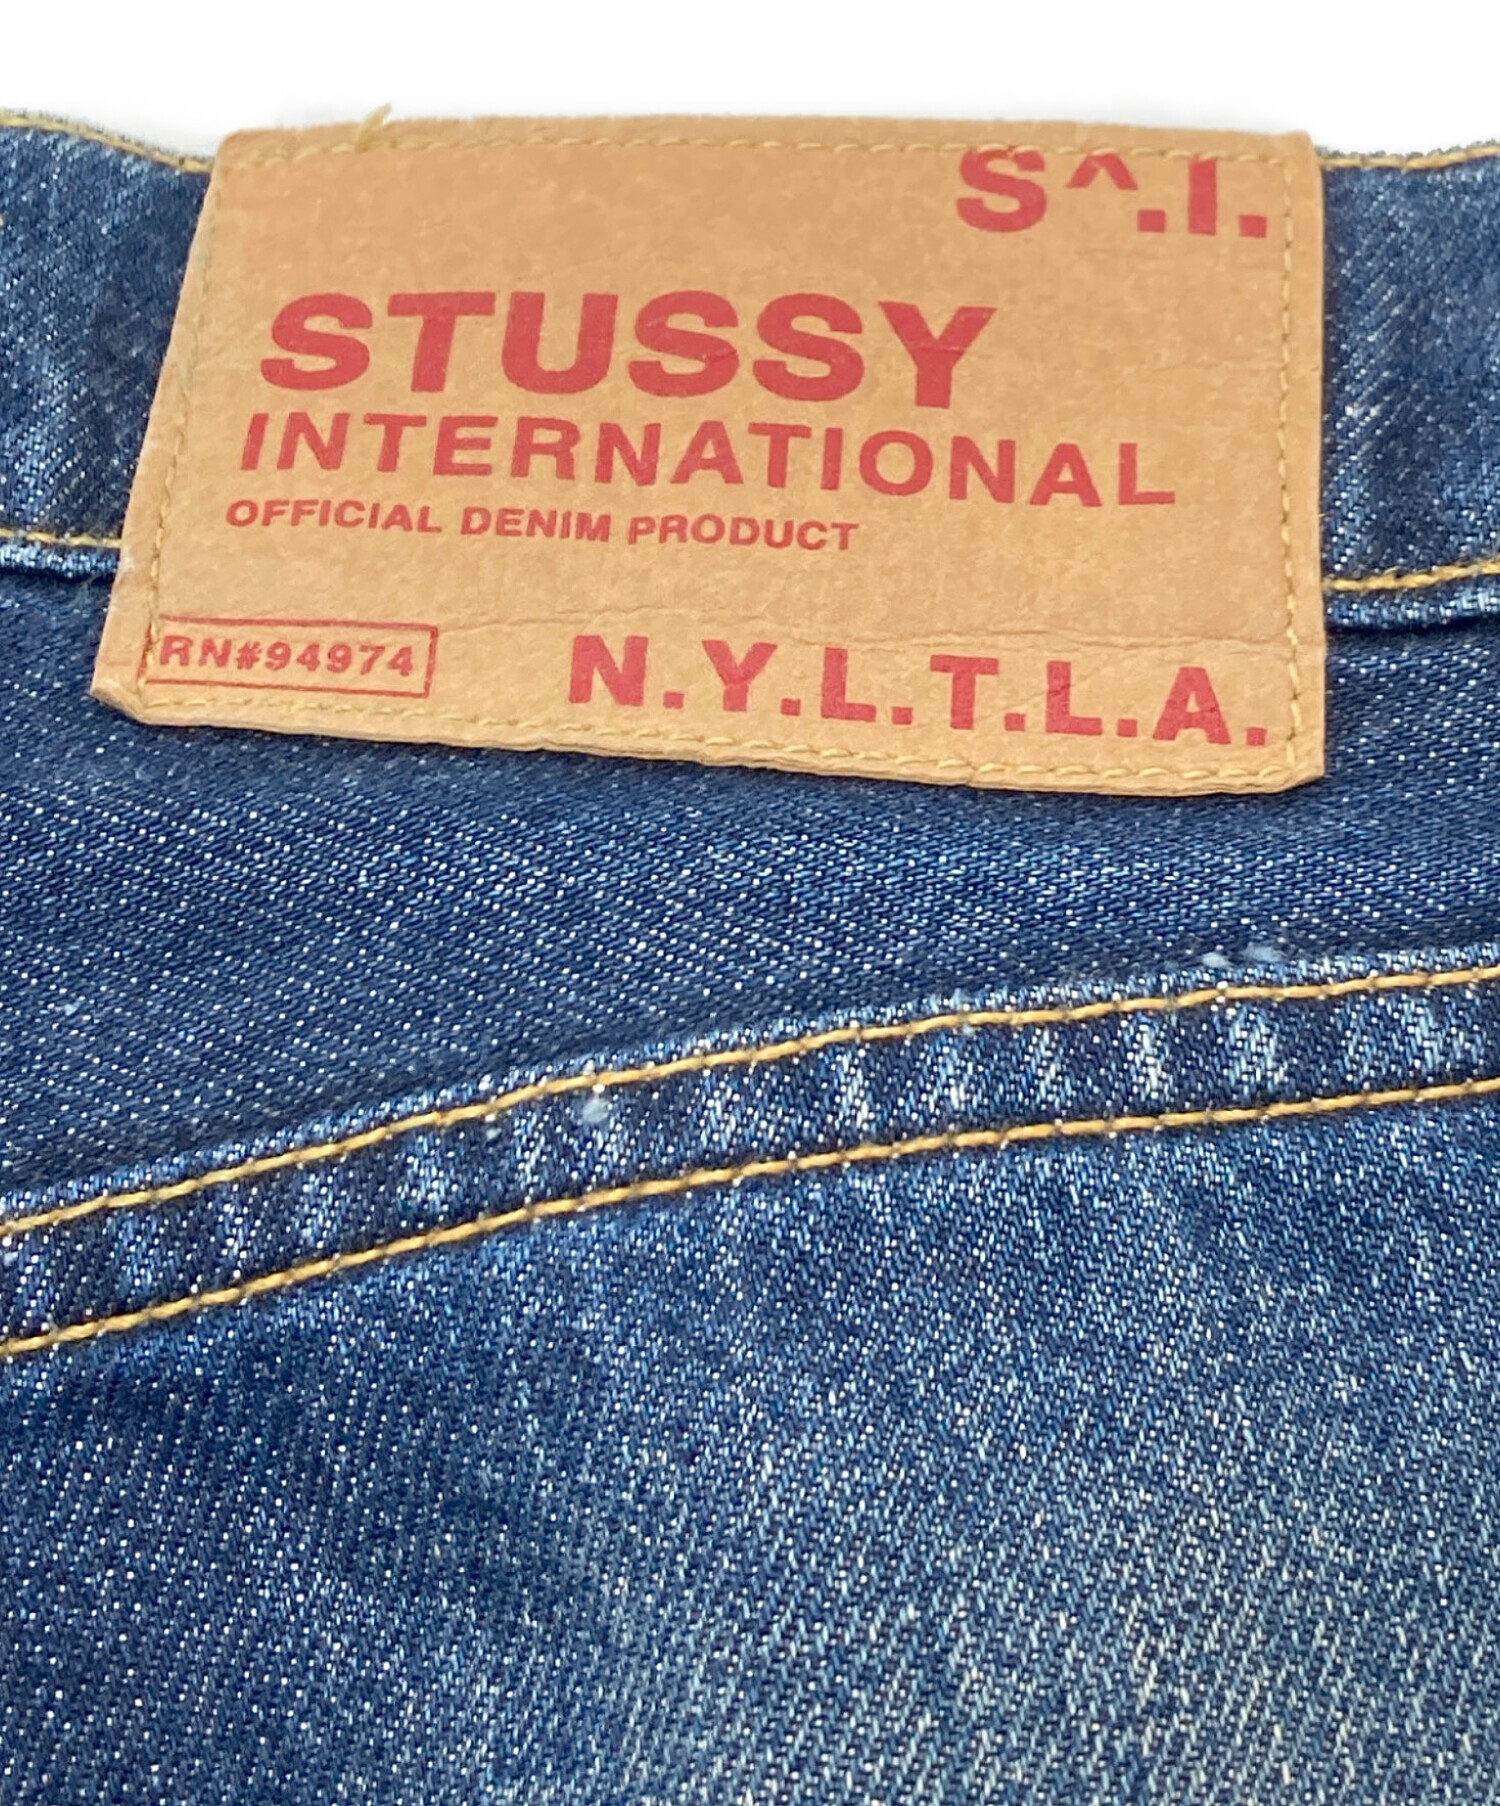 S^.I.
STUSSY
INTERNATIONAL
OFFICIAL DENIM PRODUCT
RN#94974
N.Y.L.T.L.A.